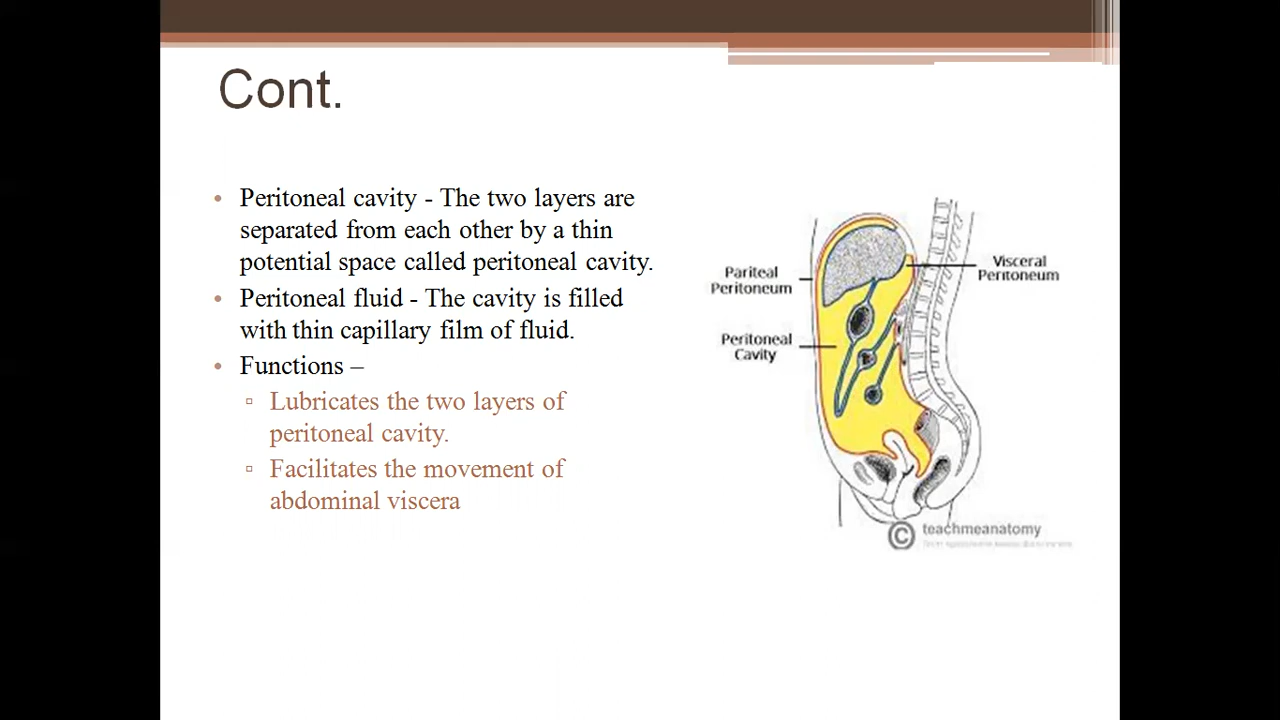 Cont.
• Peritoneal cavity - The two layers are
separated from each other by a thin
potential space called peritoneal cavity.
• Peritoneal fluid - The cavity is filled
with thin capillary film of fluid.
• Functions –
▫ Lubricates the two layers of
peritoneal cavity.
▫ Facilitates the movement of
abdominal viscera
Pariteal
Peritoneum
Peritoneal
Cavity
Visceral
Peritoneum
© teachmeanatomy